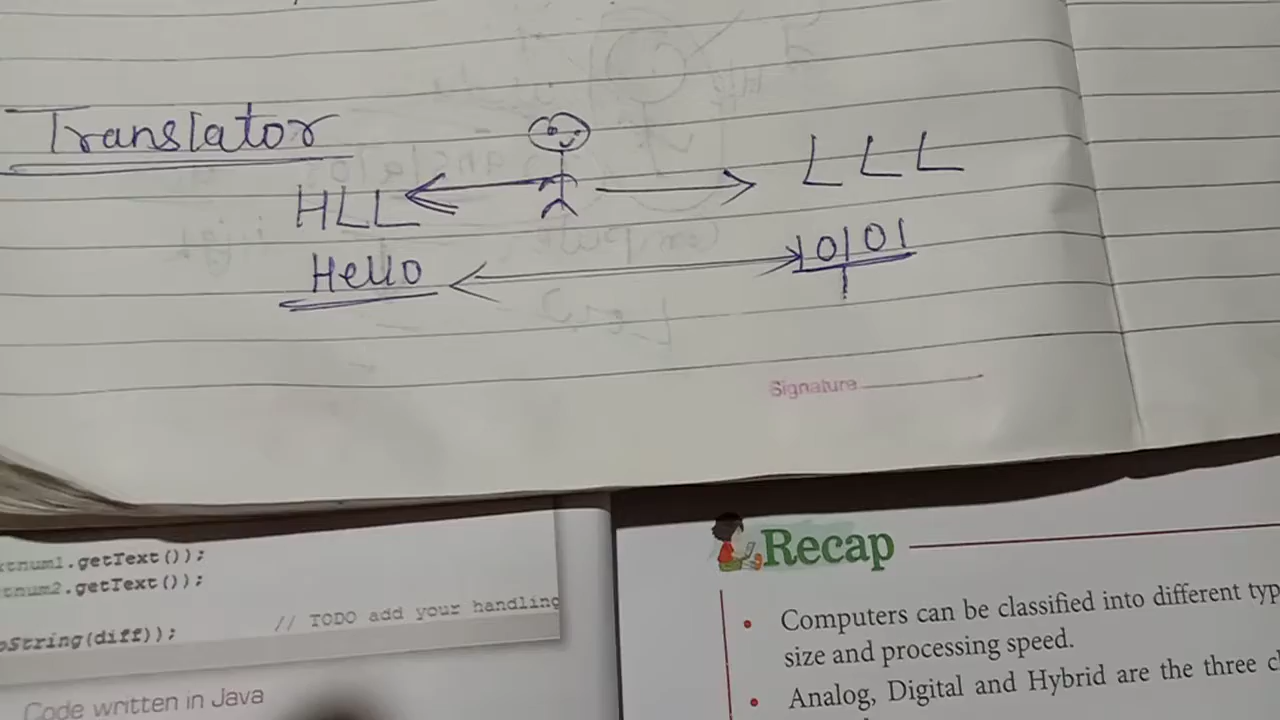 Translator
HLL LLL
Hello 10101
Signature
tnum1.getText());
tnum2.getText());
// TODO add your handling
String(diff));
Code written in Java
Recap
• Computers can be classified into different typ
size and processing speed.
• Analog, Digital and Hybrid are the three c